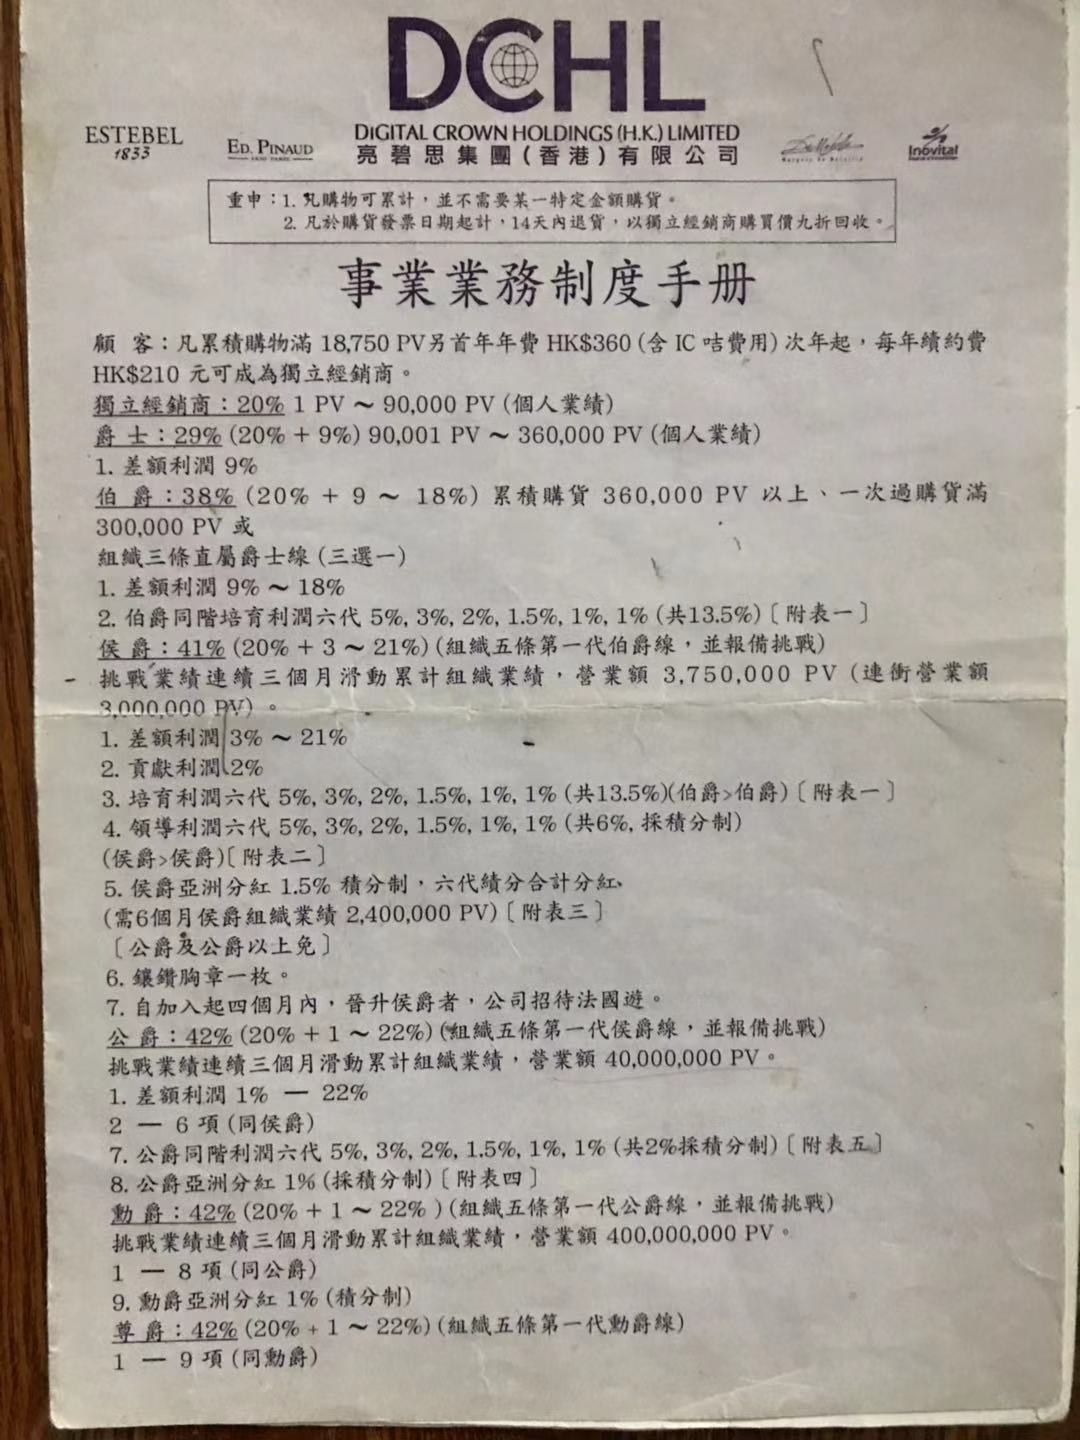 DCHL
DIGITAL CROWN HOLDINGS (H.K.) LIMITED
亮碧思集團(香港)有限公司
ESTEBEL
1833
ED. PINAUD
Inovital
重申：1. 凡購物可累計，並不需要某一特定金額購貨。
2. 凡於購貨發票日期起計，14天內退貨，以獨立經銷商購買價九折回收。
事業業務制度手册
顧 客：凡累積購物滿 18,750 PV另首年年費 HK$360 (含 IC 咭費用) 次年起，每年續約費
HK$210 元可成為獨立經銷商。
獨立經銷商：20% 1 PV ～ 90,000 PV (個人業績)
爵 士：29% (20% + 9%) 90,001 PV ～ 360,000 PV (個人業績)
1. 差額利潤 9%
伯 爵：38% (20% + 9 ～ 18%) 累積購貨 360,000 PV 以上、一次過購貨滿
300,000 PV 或
組織三條直屬爵士線 (三選一)
1. 差額利潤 9% ～ 18%
2. 伯爵同階培育利潤六代 5%, 3%, 2%, 1.5%, 1%, 1% (共13.5%)〔附表一〕
侯 爵：41% (20% + 3 ～ 21%) (組織五條第一代伯爵線，並報備挑戰)
挑戰業績連續三個月滑動累計組織業績，營業額 3,750,000 PV (連衝營業額
3,000,000 PV) 。
1. 差額利潤 3% ～ 21%
2. 貢獻利潤 2%
3. 培育利潤六代 5%, 3%, 2%, 1.5%, 1%, 1% (共13.5%)(伯爵>伯爵)〔附表一〕
4. 領導利潤六代 5%, 3%, 2%, 1.5%, 1%, 1% (共6%, 採積分制)
(侯爵>侯爵)〔附表二〕
5. 侯爵亞洲分紅 1.5% 積分制，六代績分合計分紅、
(需6個月侯爵組織業績 2,400,000 PV)〔附表三〕
〔公爵及公爵以上免〕
6. 鑲鑽胸章一枚。
7. 自加入起四個月內，晉升侯爵者，公司招待法國遊。
公 爵：42% (20% + 1 ～ 22%) (組織五條第一代侯爵線，並報備挑戰)
挑戰業績連續三個月滑動累計組織業績，營業額 40,000,000 PV。
1. 差額利潤 1% — 22%
2 — 6 項 (同侯爵)
7. 公爵同階利潤六代 5%, 3%, 2%, 1.5%, 1%, 1% (共2%採積分制)〔附表五〕
8. 公爵亞洲分紅 1% (採積分制)〔附表四〕
勳 爵：42% (20% + 1 ～ 22% ) (組織五條第一代公爵線，並報備挑戰)
挑戰業績連續三個月滑動累計組織業績，營業額 400,000,000 PV。
1 — 8 項 (同公爵)
9. 勳爵亞洲分紅 1% (積分制)
尊 爵：42% (20% + 1 ～ 22%) (組織五條第一代勳爵線)
1 — 9 項 (同勳爵)